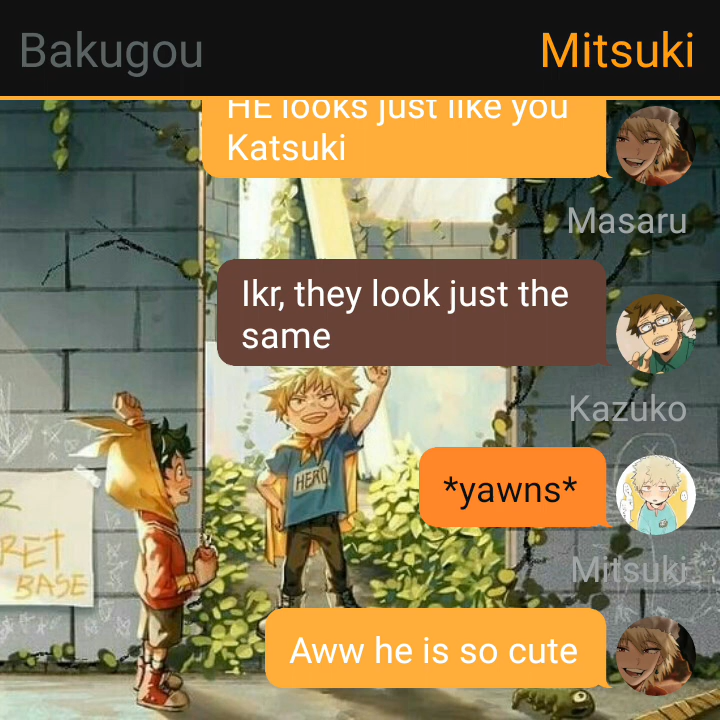 Bakugou
Mitsuki
HE looks just like you
Katsuki
Masaru
Ikr, they look just the
same
Kazuko
*yawns*
Mitsuki
Aww he is so cute
HERO
RET
BASE